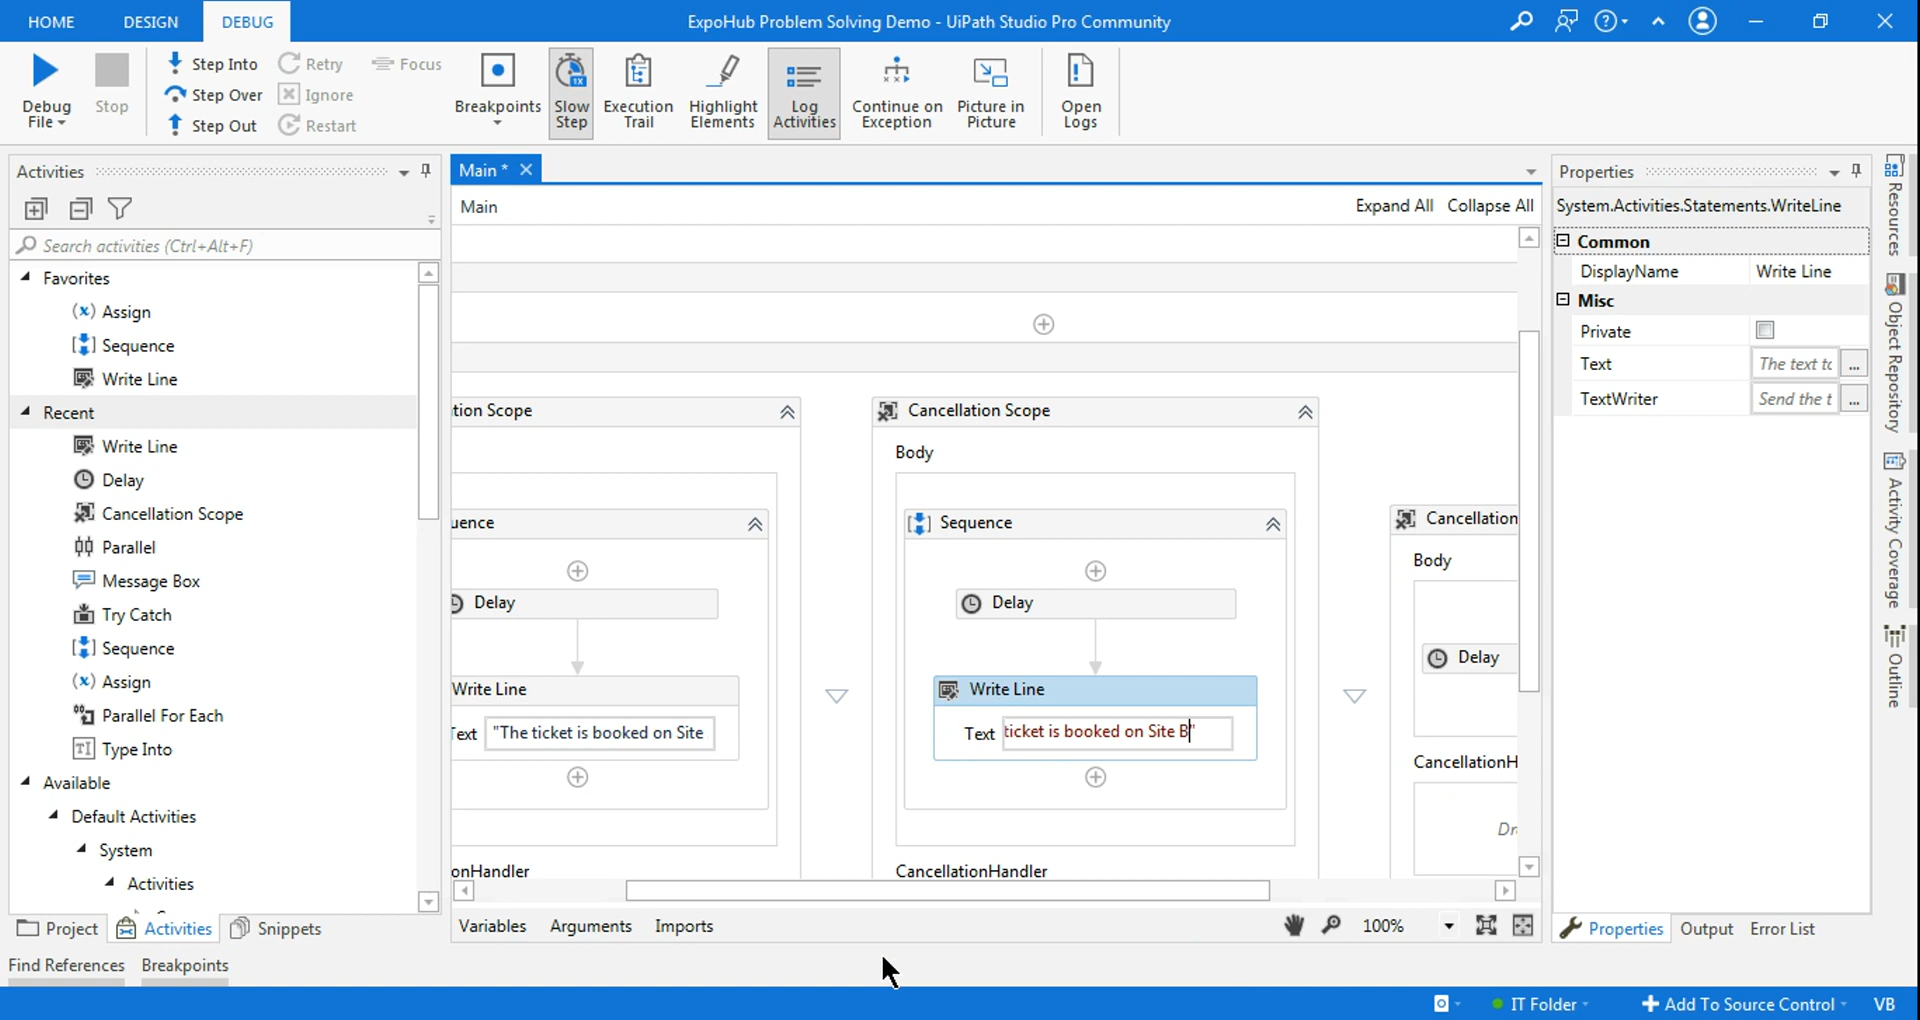 HOME DESIGN DEBUG ExpoHub Problem Solving Demo - UiPath Studio Pro Community
Debug File
Stop
Step Into
Step Over
Step Out
Retry
Ignore
Restart
Focus
Breakpoints
Slow Step
Execution Trail
Highlight Elements
Log Activities
Continue on Exception
Picture in Picture
Open Logs
Activities
Search activities (Ctrl+Alt+F)
Favorites
Assign
Sequence
Write Line
Recent
Write Line
Delay
Cancellation Scope
Parallel
Message Box
Try Catch
Sequence
Assign
Parallel For Each
Type Into
Available
Default Activities
System
Activities
Project Activities Snippets
Find References Breakpoints
Main *
Main Expand All Collapse All
tion Scope
uence
Delay
Write Line
Text "The ticket is booked on Site
onHandler
Cancellation Scope
Body
Sequence
Delay
Write Line
Text ticket is booked on Site B"
CancellationHandler
Cancellation
Body
Delay
CancellationH
Dr
Variables Arguments Imports 100%
Properties
System.Activities.Statements.WriteLine
Common
DisplayName Write Line
Misc
Private
Text The text to
TextWriter Send the t
Properties Output Error List
Resources
Object Repository
Activity Coverage
Outline
IT Folder Add To Source Control VB